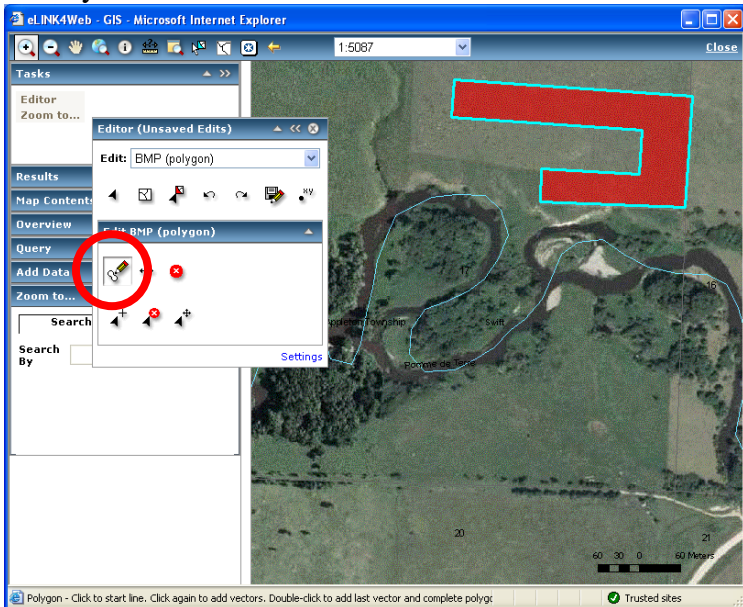 eLINK4Web - GIS - Microsoft Internet Explorer
1:5087
Close
Tasks
Editor
Zoom to...
Editor (Unsaved Edits)
Edit: BMP (polygon)
Results
Map Contents
Overview
Query
Add Data
Zoom to...
Edit BMP (polygon)
Search
Search
By
Settings
17
16
Appleton Township
Swift
Pomme de Terre
20
21
60 30 0 60 Meters
Polygon - Click to start line. Click again to add vectors. Double-click to add last vector and complete polygo
Trusted sites